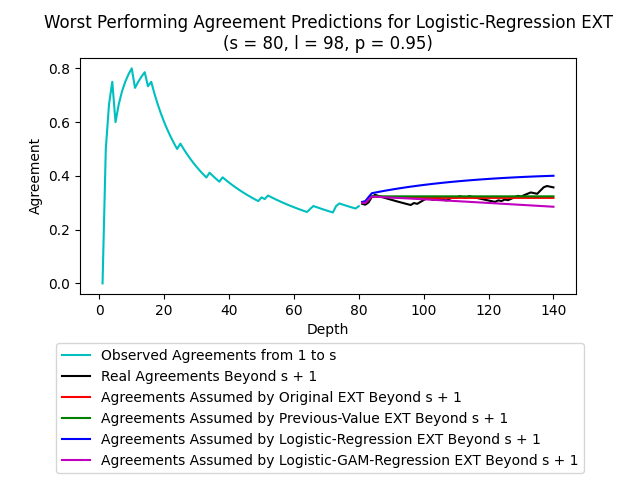 Worst Performing Agreement Predictions for Logistic-Regression EXT
(s = 80, l = 98, p = 0.95)
Agreement
0.8
0.6
0.4
0.2
0.0
0 20 40 60 80 100 120 140
Depth
Observed Agreements from 1 to s
Real Agreements Beyond s + 1
Agreements Assumed by Original EXT Beyond s + 1
Agreements Assumed by Previous-Value EXT Beyond s + 1
Agreements Assumed by Logistic-Regression EXT Beyond s + 1
Agreements Assumed by Logistic-GAM-Regression EXT Beyond s + 1